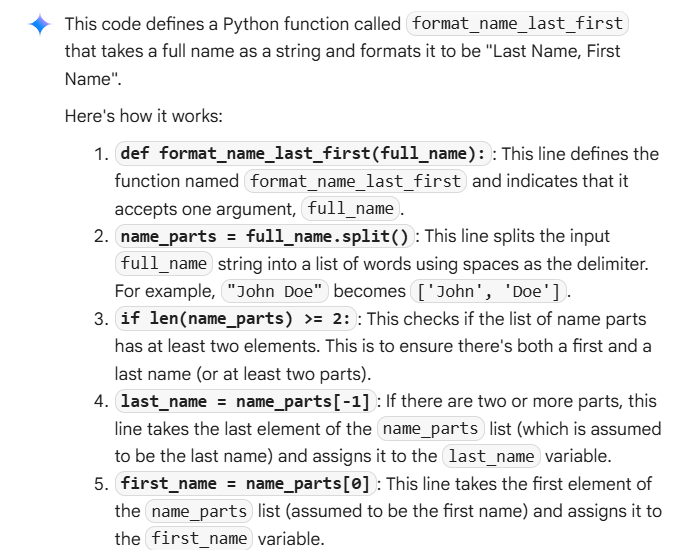 This code defines a Python function called format_name_last_first
that takes a full name as a string and formats it to be "Last Name, First
Name".
Here's how it works:
1. def format_name_last_first(full_name): : This line defines the
function named format_name_last_first and indicates that it
accepts one argument, full_name .
2. name_parts = full_name.split() : This line splits the input
full_name string into a list of words using spaces as the delimiter.
For example, "John Doe" becomes ['John', 'Doe'] .
3. if len(name_parts) >= 2: : This checks if the list of name parts
has at least two elements. This is to ensure there's both a first and a
last name (or at least two parts).
4. last_name = name_parts[-1] : If there are two or more parts, this
line takes the last element of the name_parts list (which is assumed
to be the last name) and assigns it to the last_name variable.
5. first_name = name_parts[0] : This line takes the first element of
the name_parts list (assumed to be the first name) and assigns it to
the first_name variable.